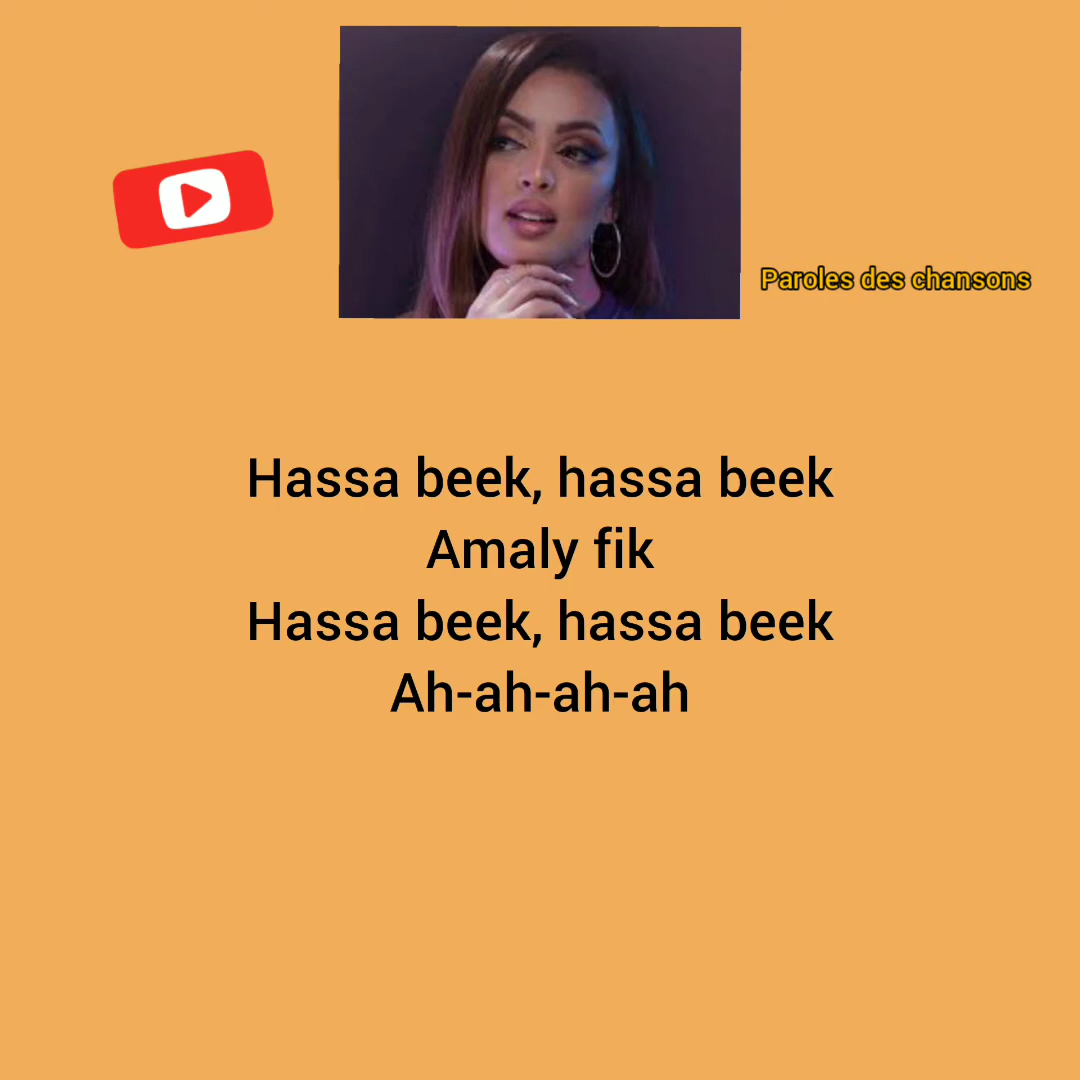 Paroles des chansons
Hassa beek, hassa beek
Amaly fik
Hassa beek, hassa beek
Ah-ah-ah-ah